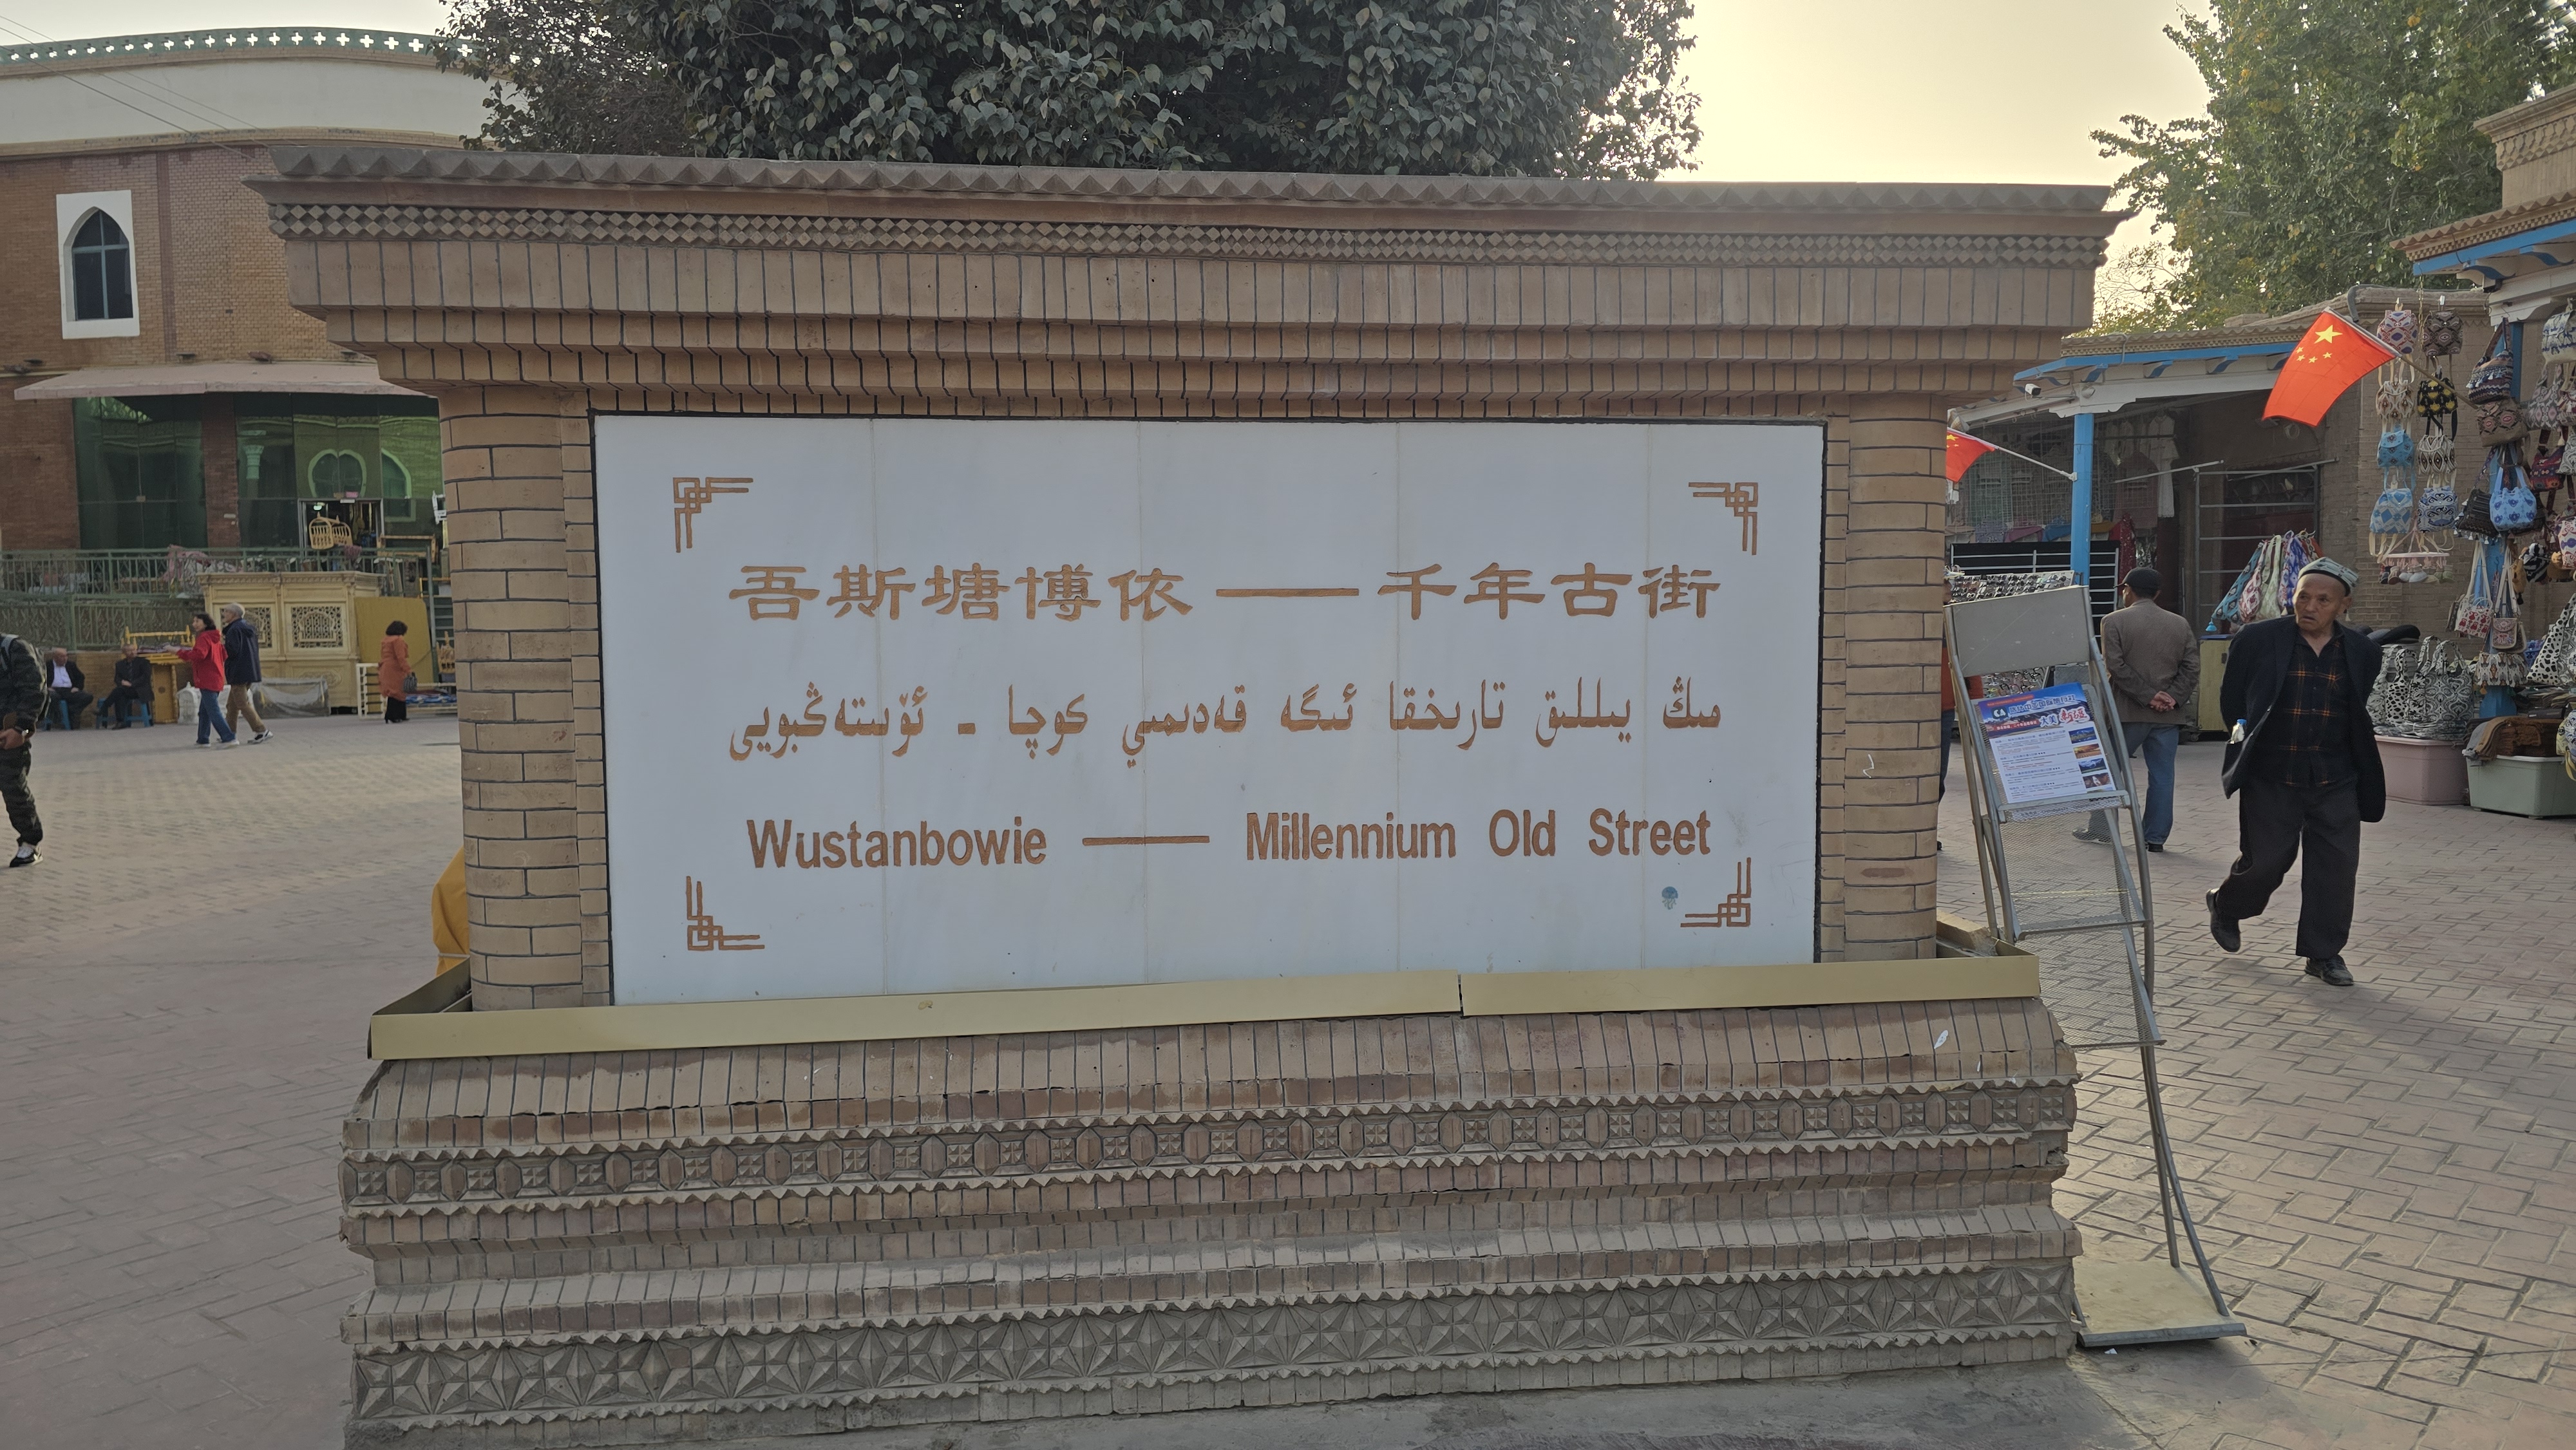 吾斯塘博依——千年古街
مىڭ يىللىق تارىخقا ئىگە قەدىمىي كوچا - ئۆستەڭبويى
Wustanbowie —— Millennium Old Street